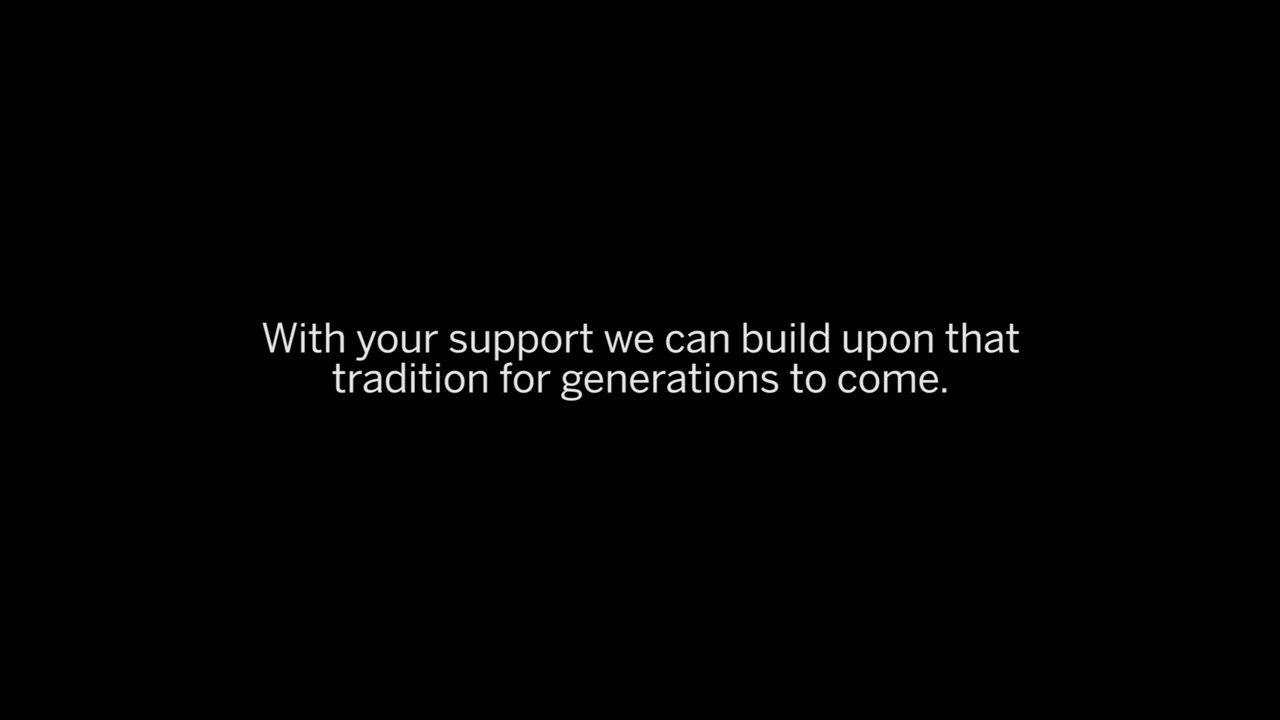 With your support we can build upon that
tradition for generations to come.